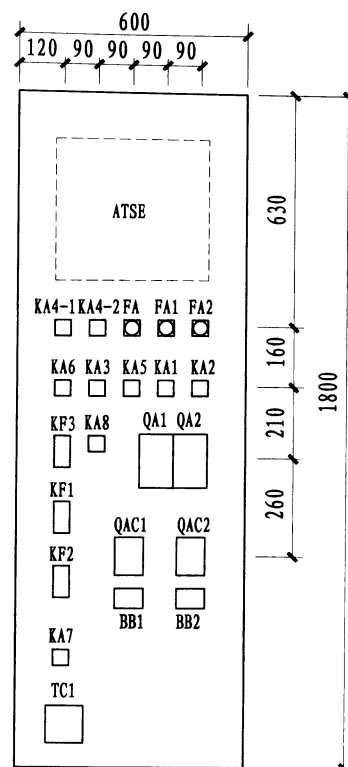 600
120 90 90 90 90
ATSE
630
KA4-1 KA4-2 FA FA1 FA2
160
KA6 KA3 KA5 KA1 KA2
1800
210
KF3 KA8 QA1 QA2
260
KF1
QAC1 QAC2
KF2
BB1 BB2
KA7
TC1